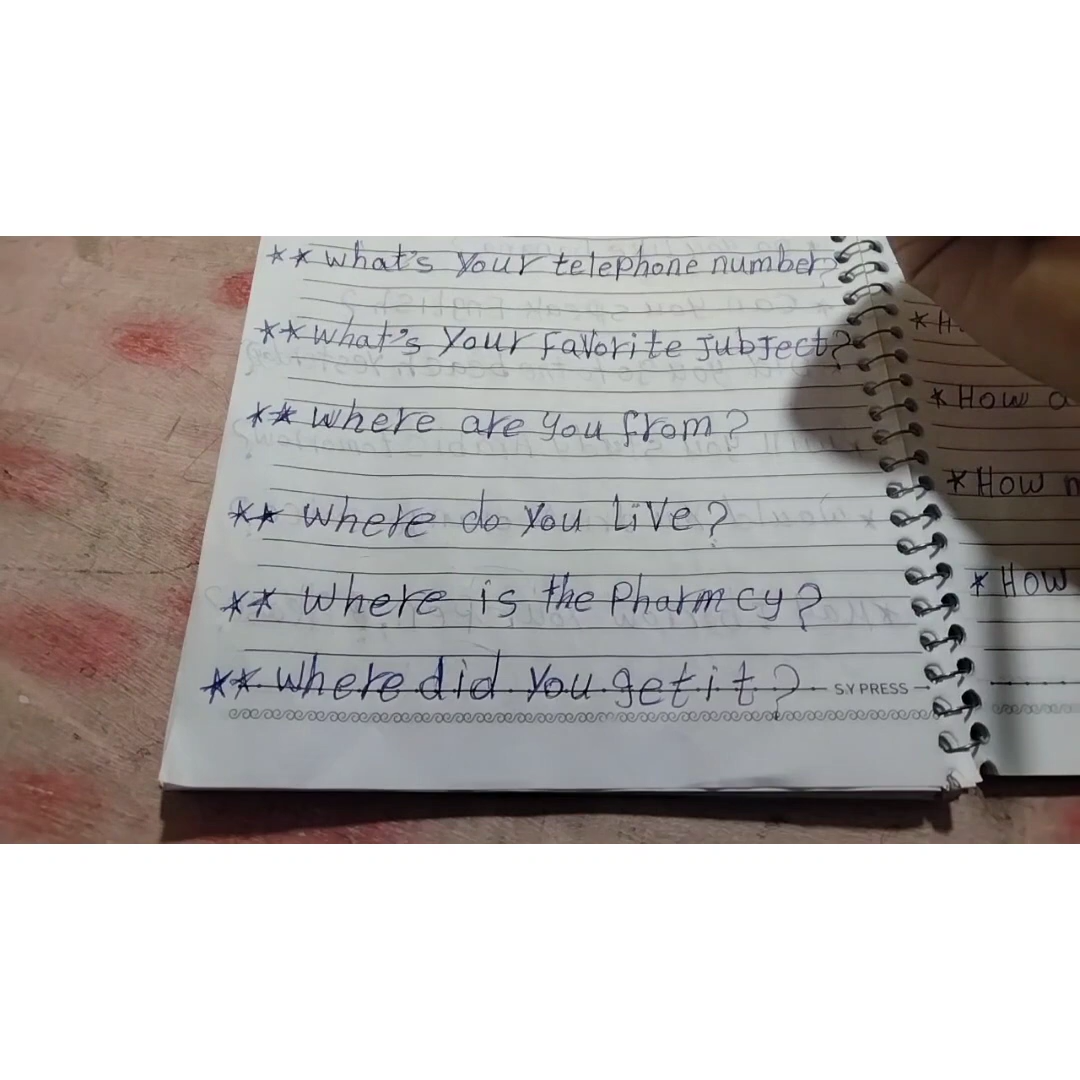 ** what's your telephone number?
** what's your favorite jubject?
** where are you from?
** where do you live?
** where is the Pharmcy?
** where did you get it?
S.Y PRESS
* H
* How a
* How
* How